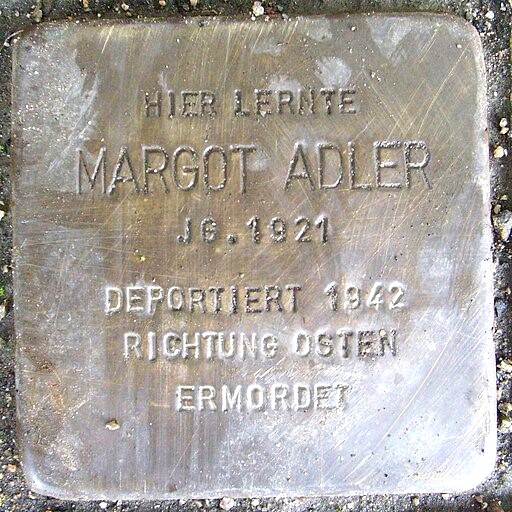 HIER LERNTE
MARGOT ADLER
JG. 1921
DEPORTIERT 1942
RICHTUNG OSTEN
ERMORDET